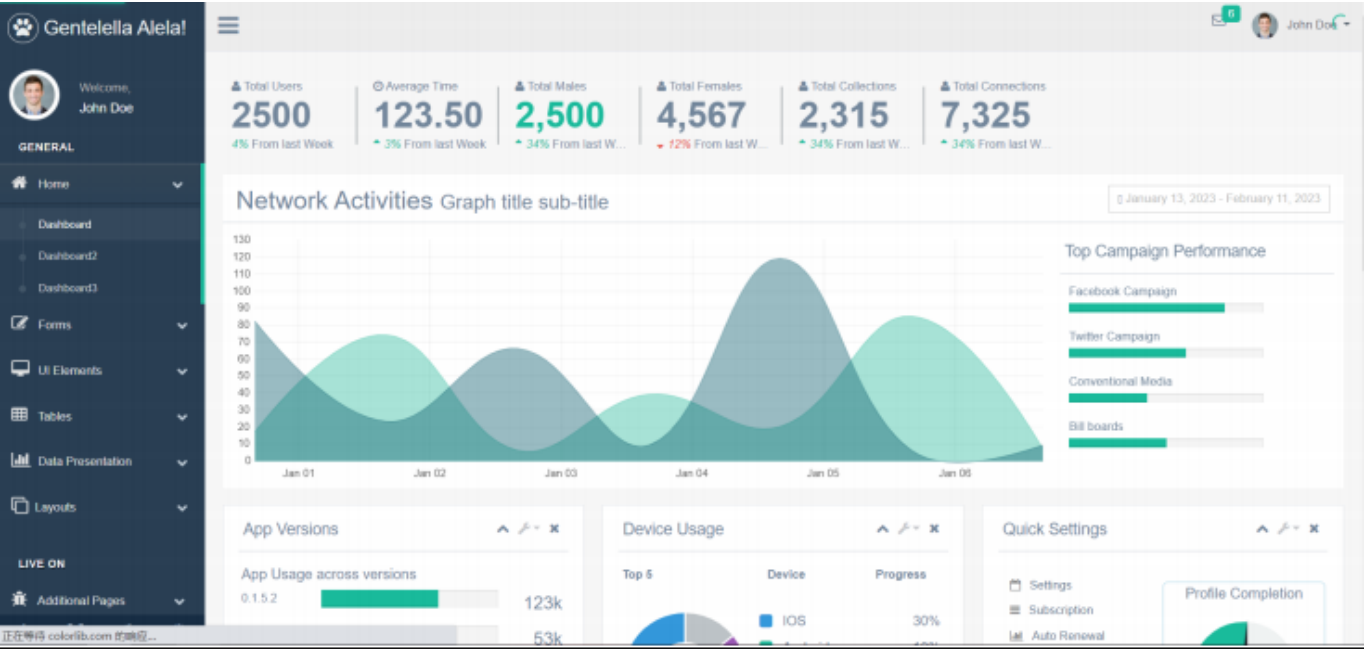 Gentelella Alela!
6
John Doe
Welcome,
John Doe
GENERAL
Home
Dashboard
Dashboard2
Dashboard3
Forms
UI Elements
Tables
Data Presentation
Layouts
LIVE ON
Additional Pages
正在等待 colorlib.com 的响应...
Total Users
2500
4% From last Week
Average Time
123.50
3% From last Week
Total Males
2,500
34% From last W...
Total Females
4,567
12% From last W...
Total Collections
2,315
34% From last W...
Total Connections
7,325
34% From last W...
Network Activities Graph title sub-title
January 13, 2023 - February 11, 2023
130
120
110
100
90
80
70
60
50
40
30
20
10
0
Jan 01
Jan 02
Jan 03
Jan 04
Jan 05
Jan 06
Top Campaign Performance
Facebook Campaign
Twitter Campaign
Conventional Media
Bill boards
App Versions
App Usage across versions
0.1.5.2
123k
53k
Device Usage
Top 5
Device
Progress
IOS
30%
Quick Settings
Settings
Subscription
Auto Renewal
Profile Completion